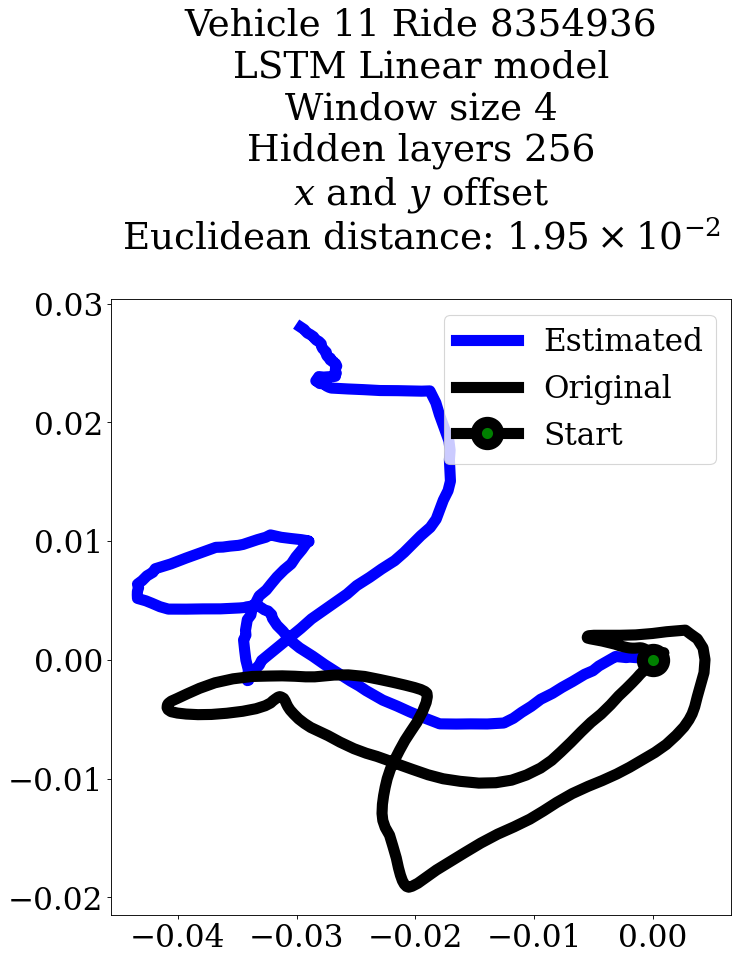 Vehicle 11 Ride 8354936
LSTM Linear model
Window size 4
Hidden layers 256
x and y offset
Euclidean distance: 1.95 × 10⁻²
Estimated
Original
Start
0.03
0.02
0.01
0.00
−0.01
−0.02
−0.04 −0.03 −0.02 −0.01 0.00